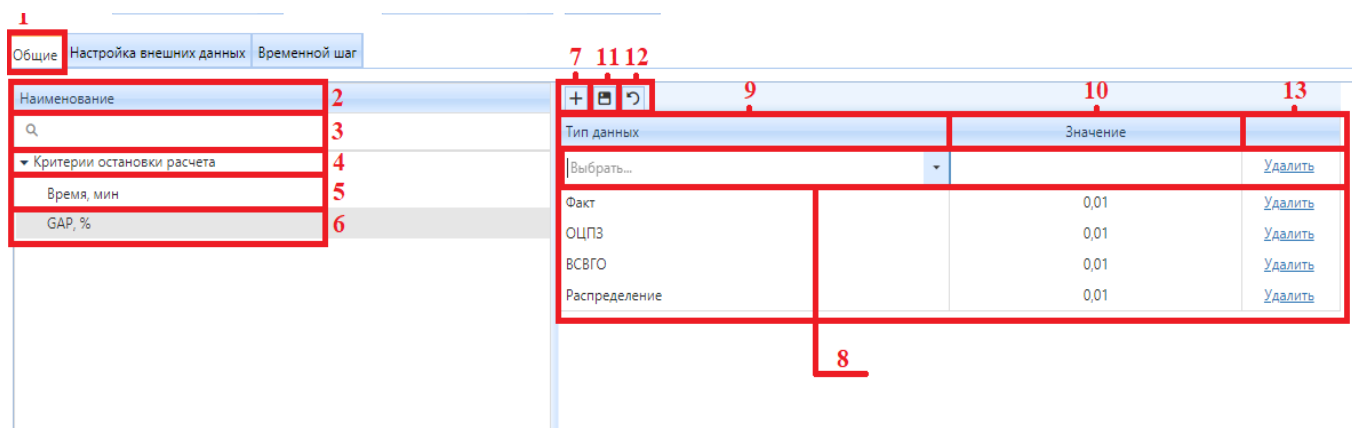 1
Общие Настройка внешних данных Временной шаг
7 11 12
Наименование 2
9 10 13
3
Тип данных Значение
Критерии остановки расчета 4
Выбрать... Удалить
Время, мин 5
Факт 0,01 Удалить
GAP, % 6
ОЦПЗ 0,01 Удалить
ВСВГО 0,01 Удалить
Распределение 0,01 Удалить
8